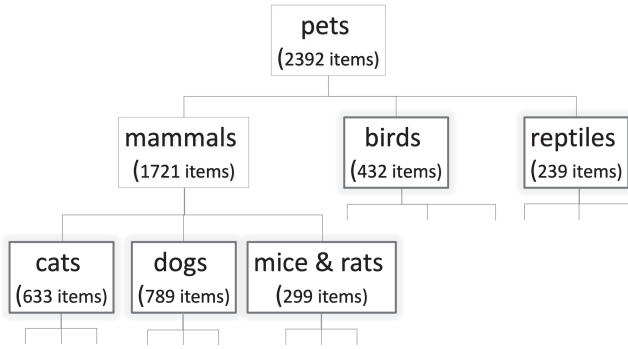 pets
(2392 items)
mammals
(1721 items)
birds
(432 items)
reptiles
(239 items)
cats
(633 items)
dogs
(789 items)
mice & rats
(299 items)